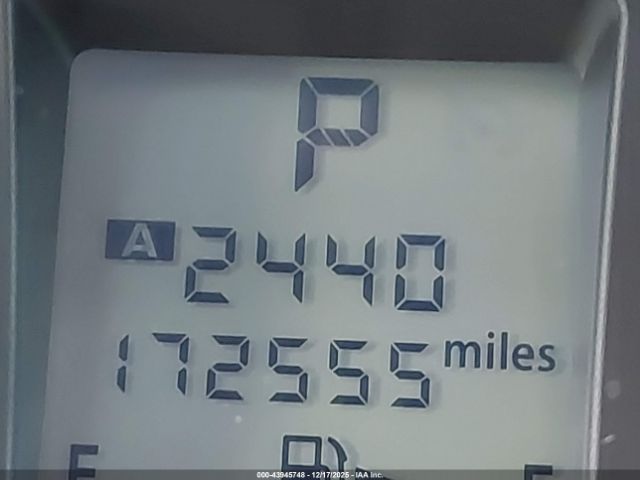 P
A 2440
172555 miles
E F
000-43945748 - 12/17/2025 - IAA Inc.